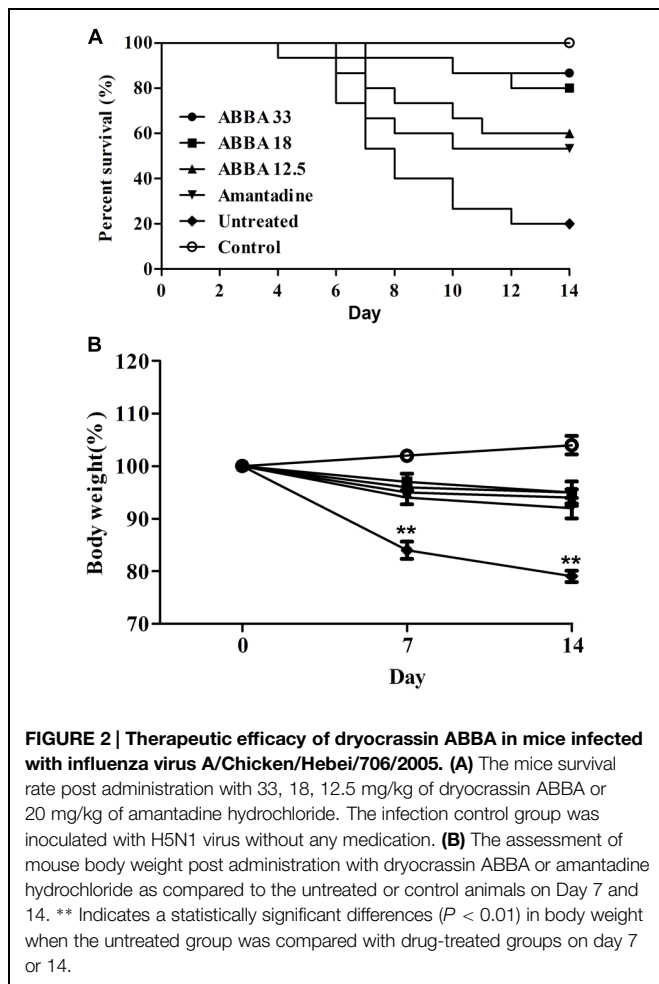 A
Percent survival (%)
100
80
60
40
20
0
ABBA 33
ABBA 18
ABBA 12.5
Amantadine
Untreated
Control
0 2 4 6 8 10 12 14
Day
B
Body weight(%)
120
110
100
90
80
70
**
**
0 7 14
Day
FIGURE 2 | Therapeutic efficacy of dryocrassin ABBA in mice infected
with influenza virus A/Chicken/Hebei/706/2005. (A) The mice survival
rate post administration with 33, 18, 12.5 mg/kg of dryocrassin ABBA or
20 mg/kg of amantadine hydrochloride. The infection control group was
inoculated with H5N1 virus without any medication. (B) The assessment of
mouse body weight post administration with dryocrassin ABBA or amantadine
hydrochloride as compared to the untreated or control animals on Day 7 and
14. ** Indicates a statistically significant differences (P < 0.01) in body weight
when the untreated group was compared with drug-treated groups on day 7
or 14.